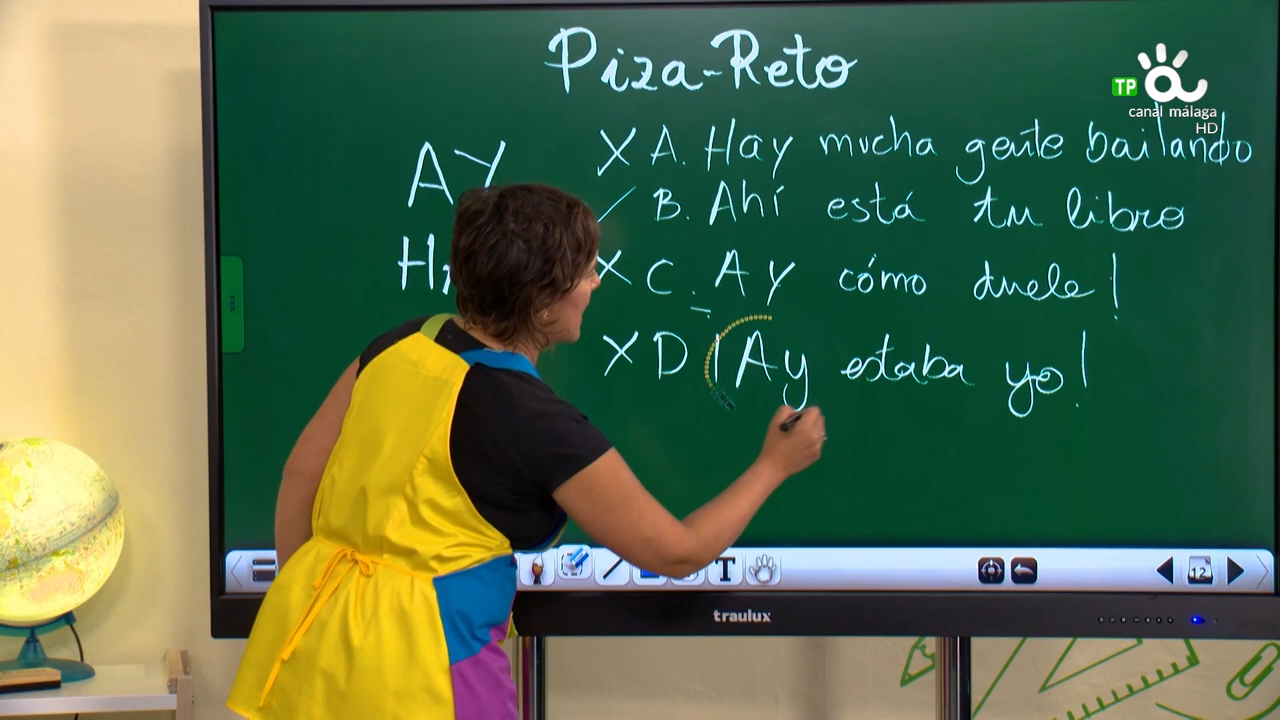 Piza-Reto
TP
canal málaga
HD
AY
X A. Hay mucha gente bailando
/ B. Ahí está tu libro
X C. Ay cómo duele!
X D ¡Ay estaba yo!
T
12
traulux